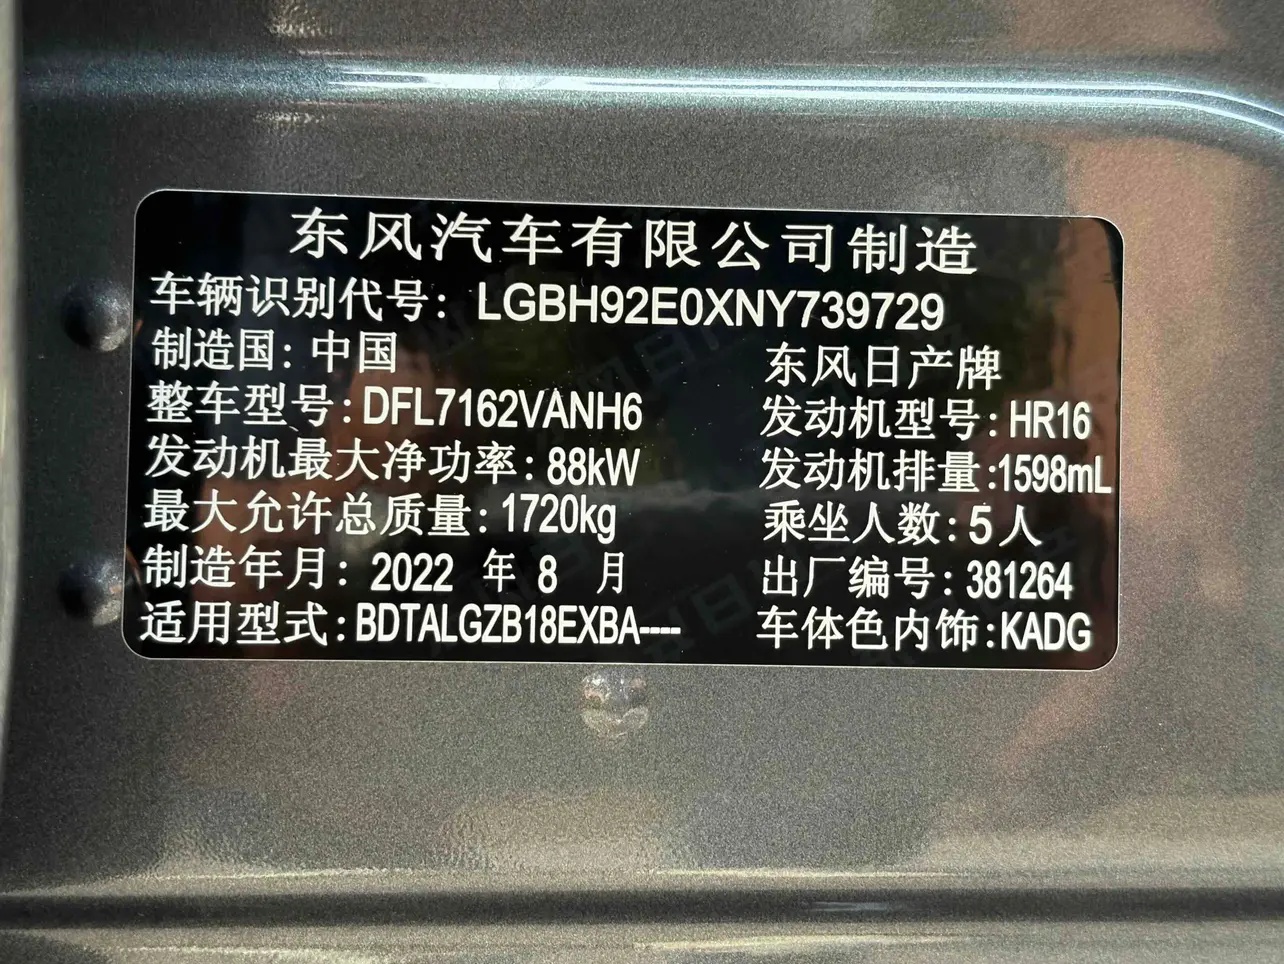 东风汽车有限公司制造
车辆识别代号: LGBH92E0XNY739729
制造国: 中国 东风日产牌
整车型号: DFL7162VANH6 发动机型号: HR16
发动机最大净功率: 88kW 发动机排量: 1598mL
最大允许总质量: 1720kg 乘坐人数: 5人
制造年月: 2022 年 8 月 出厂编号: 381264
适用型式: BDTALGZB18EXBA---- 车体色内饰: KADG